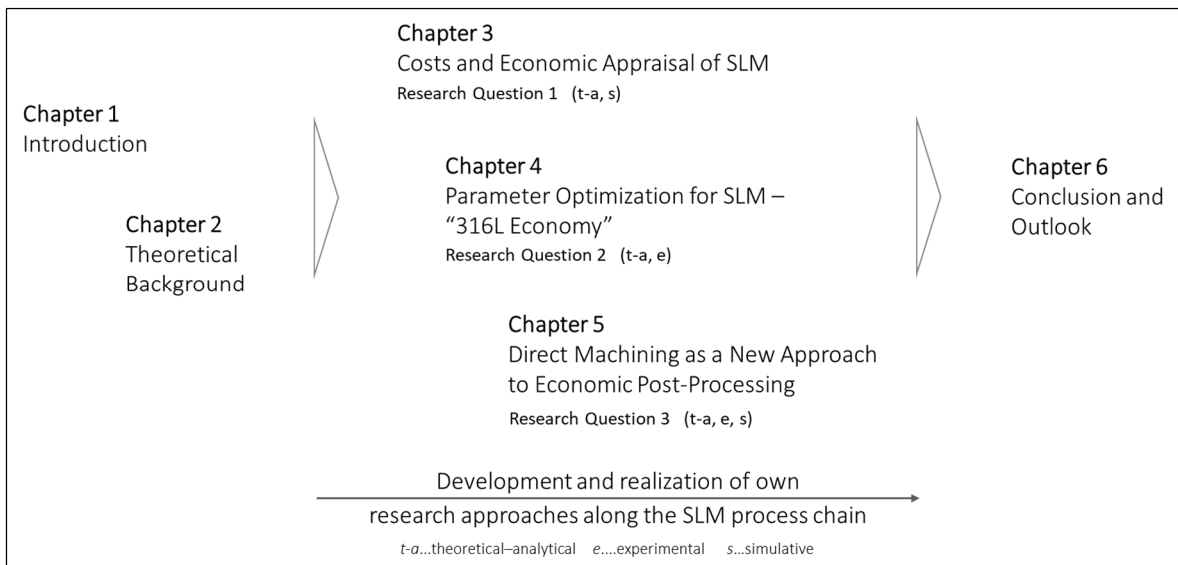 Chapter 1
Introduction
Chapter 2
Theoretical
Background
Chapter 3
Costs and Economic Appraisal of SLM
Research Question 1 (t-a, s)
Chapter 4
Parameter Optimization for SLM –
“316L Economy”
Research Question 2 (t-a, e)
Chapter 5
Direct Machining as a New Approach
to Economic Post-Processing
Research Question 3 (t-a, e, s)
Chapter 6
Conclusion and
Outlook
Development and realization of own
research approaches along the SLM process chain
t-a...theoretical–analytical e....experimental s...simulative